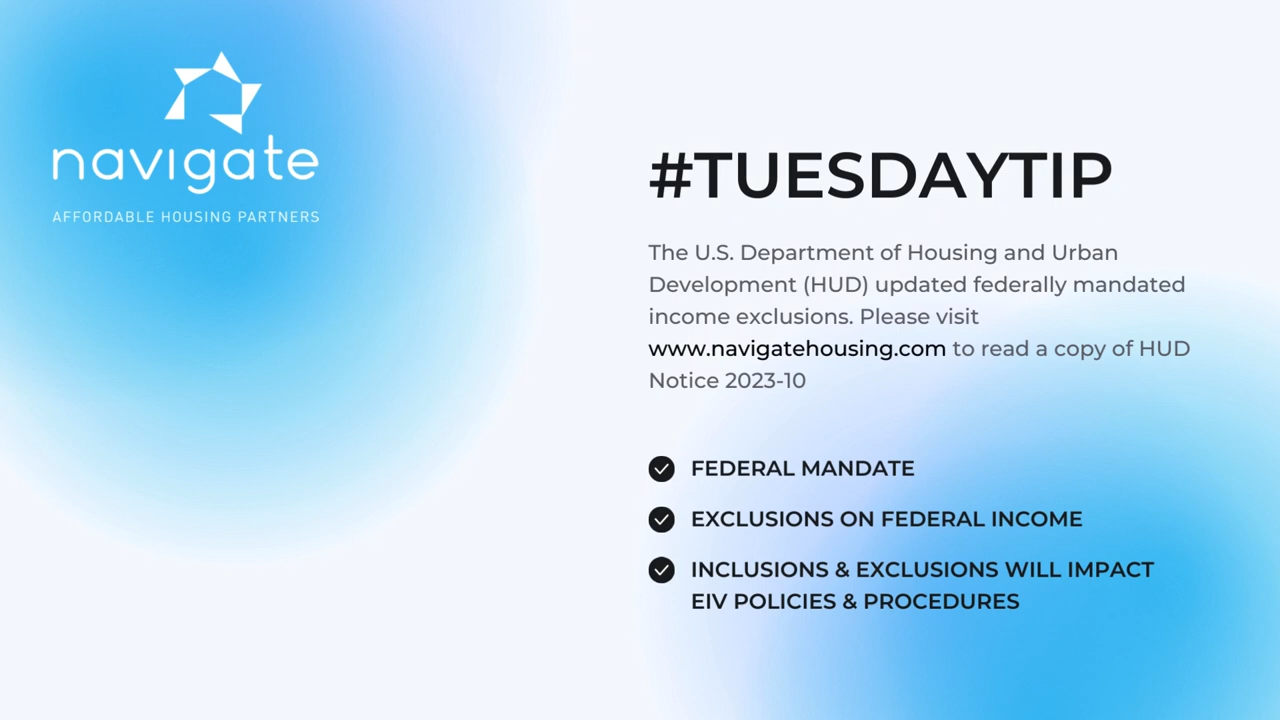 navigate
AFFORDABLE HOUSING PARTNERS
#TUESDAYTIP
The U.S. Department of Housing and Urban
Development (HUD) updated federally mandated
income exclusions. Please visit
www.navigatehousing.com to read a copy of HUD
Notice 2023-10
FEDERAL MANDATE
EXCLUSIONS ON FEDERAL INCOME
INCLUSIONS & EXCLUSIONS WILL IMPACT
EIV POLICIES & PROCEDURES